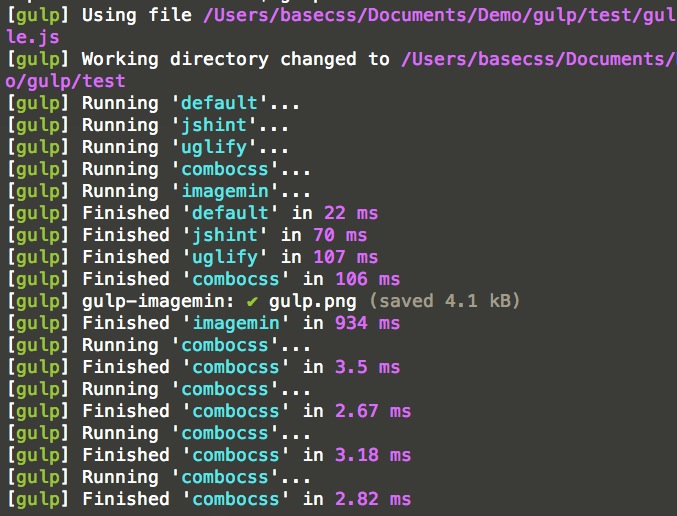 [gulp] Using file /Users/basecss/Documents/Demo/gulp/test/gul
le.js
[gulp] Working directory changed to /Users/basecss/Documents/
o/gulp/test
[gulp] Running 'default'...
[gulp] Running 'jshint'...
[gulp] Running 'uglify'...
[gulp] Running 'combocss'...
[gulp] Running 'imagemin'...
[gulp] Finished 'default' in 22 ms
[gulp] Finished 'jshint' in 70 ms
[gulp] Finished 'uglify' in 107 ms
[gulp] Finished 'combocss' in 106 ms
[gulp] gulp-imagemin: ✔ gulp.png (saved 4.1 kB)
[gulp] Finished 'imagemin' in 934 ms
[gulp] Running 'combocss'...
[gulp] Finished 'combocss' in 3.5 ms
[gulp] Running 'combocss'...
[gulp] Finished 'combocss' in 2.67 ms
[gulp] Running 'combocss'...
[gulp] Finished 'combocss' in 3.18 ms
[gulp] Running 'combocss'...
[gulp] Finished 'combocss' in 2.82 ms